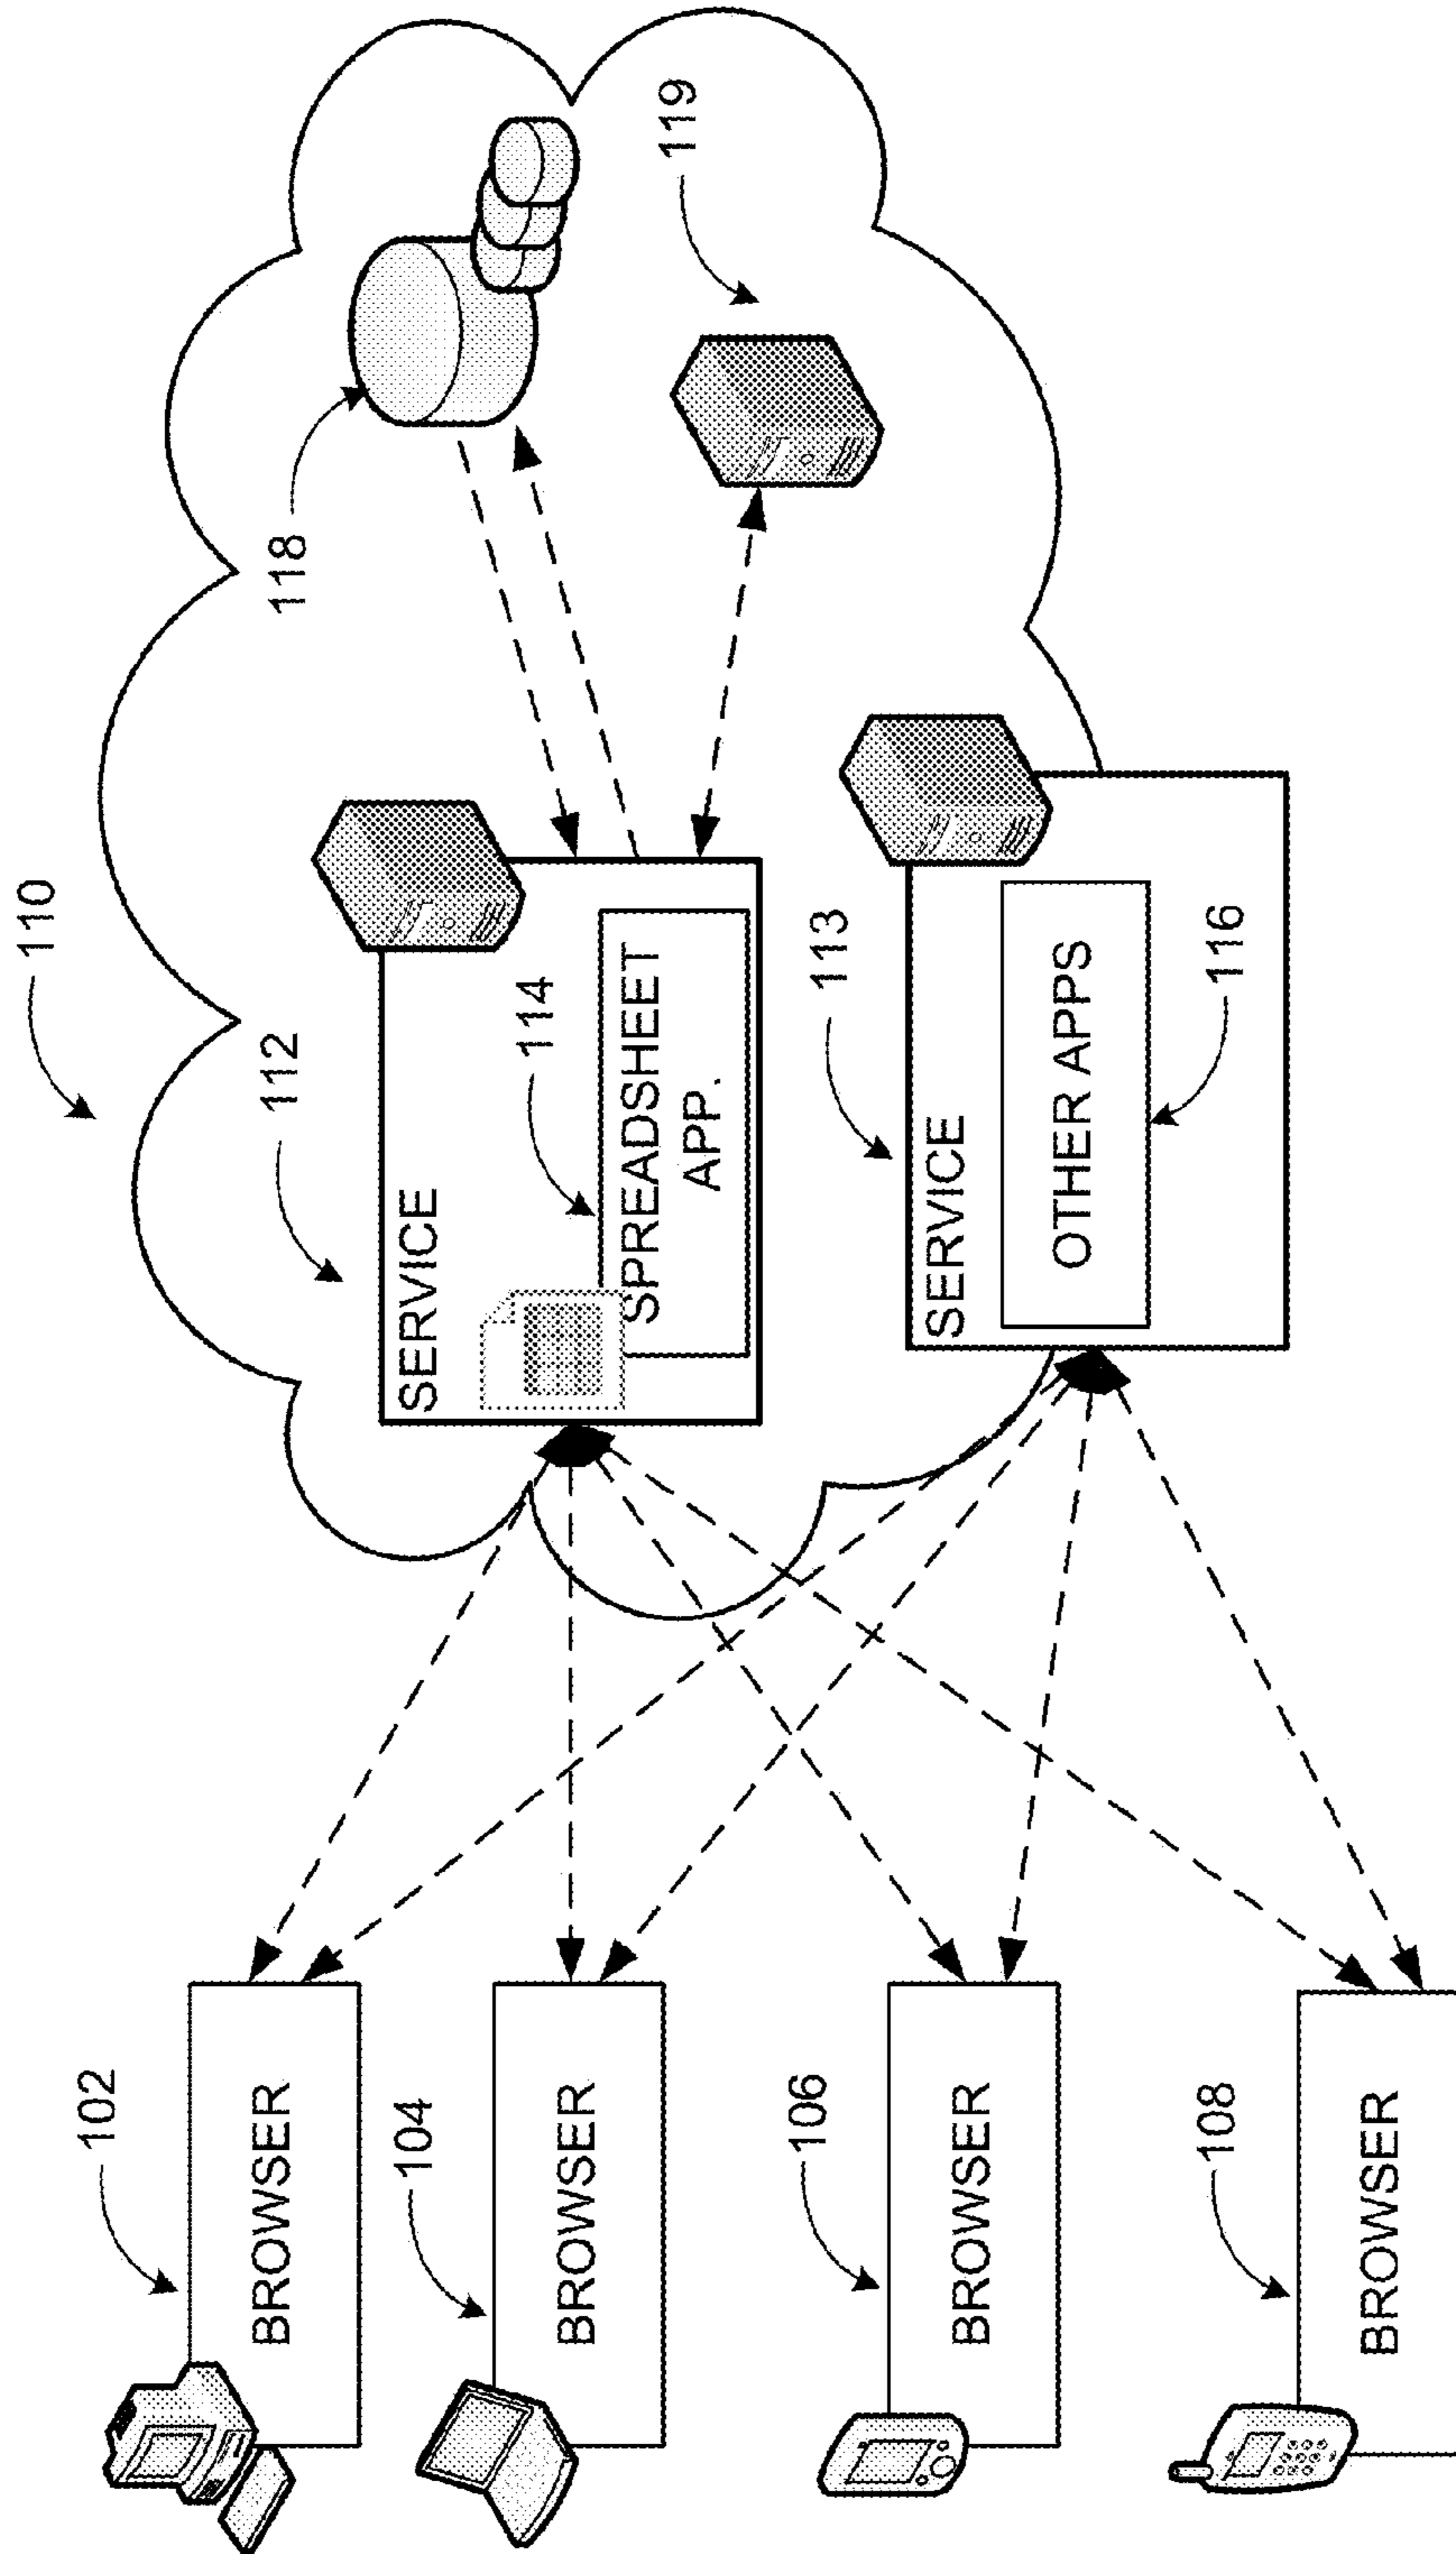 110
112
SERVICE
114
SPREADSHEET
APP.
118
119
113
SERVICE
OTHER APPS
116
102
BROWSER
104
BROWSER
106
BROWSER
108
BROWSER